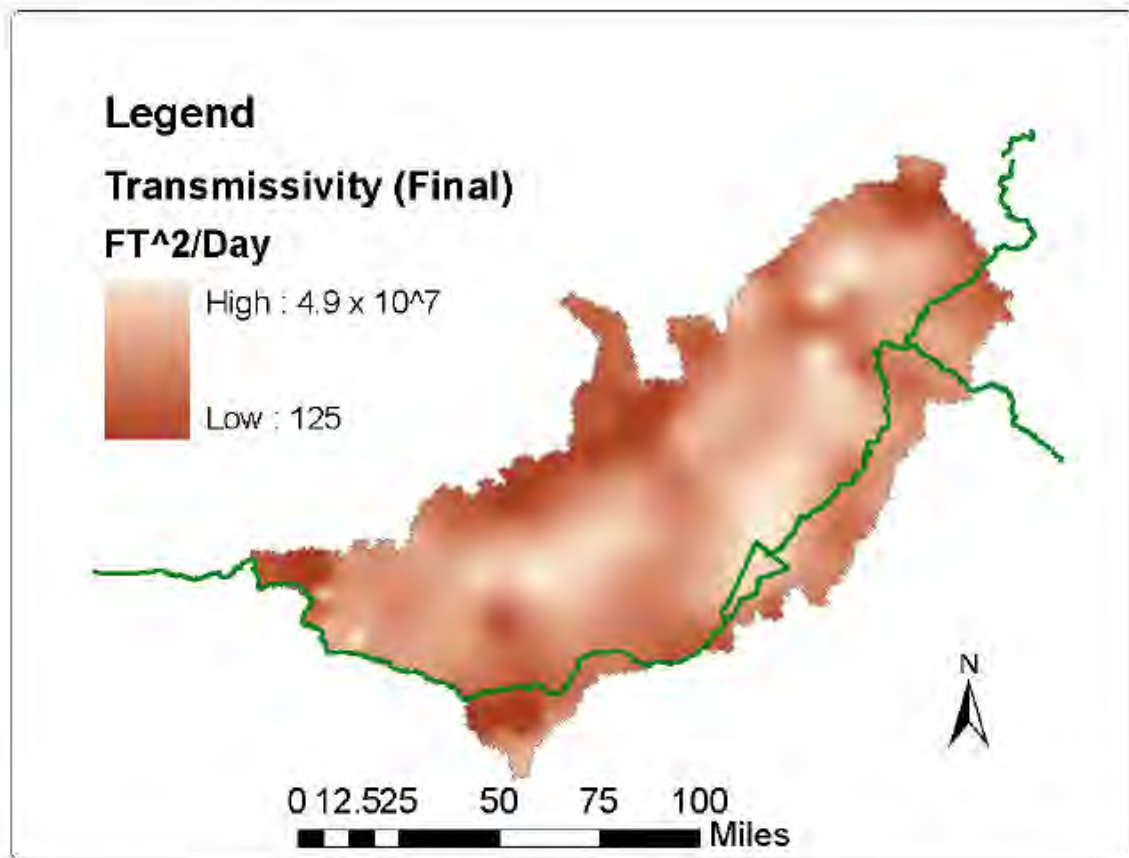 Legend
Transmissivity (Final)
FT^2/Day
High : 4.9 x 10^7
Low : 125
N
0 12.525 50 75 100
Miles